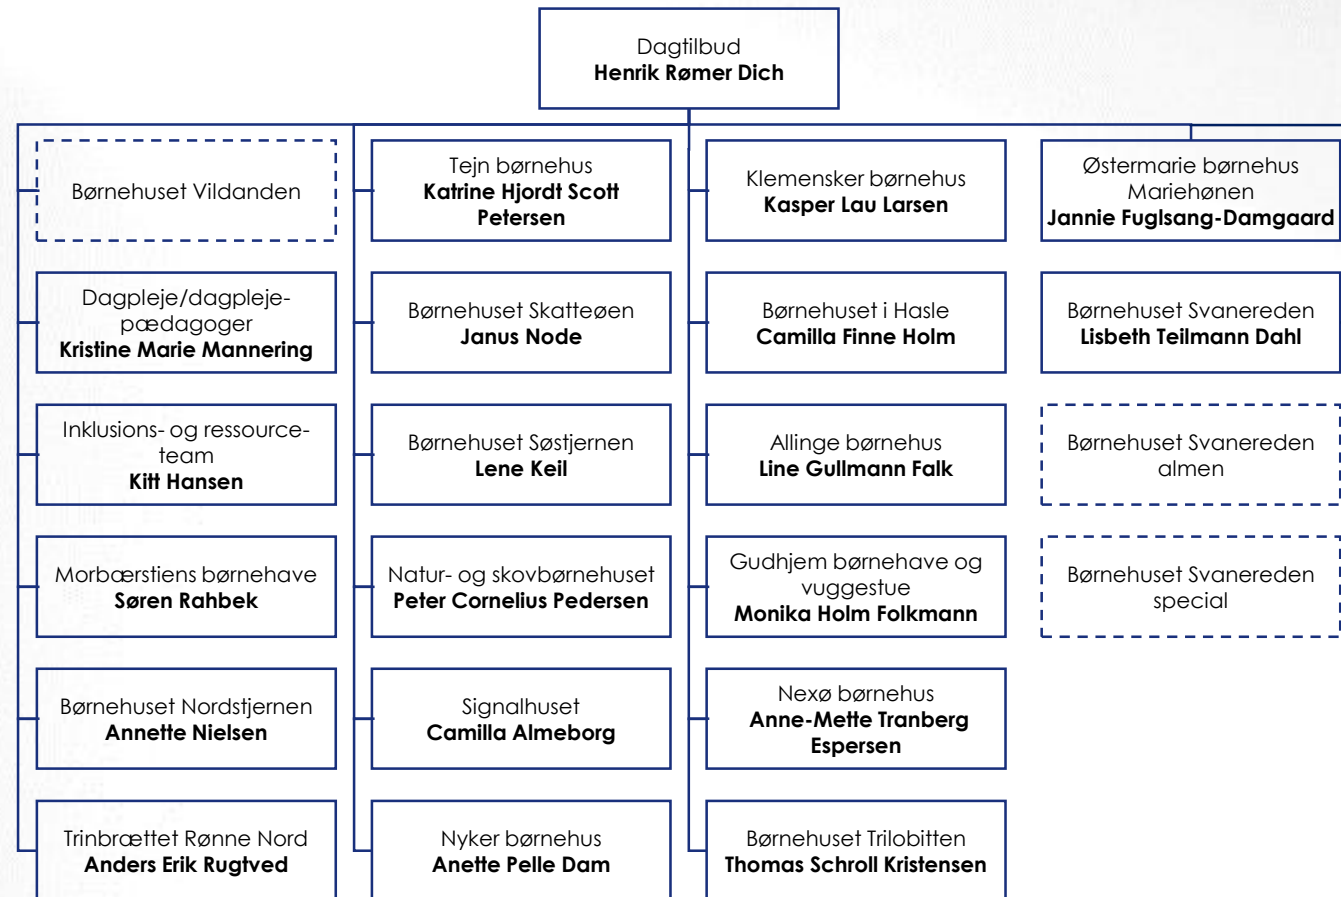 Dagtilbud
Henrik Rømer Dich
Børnehuset Vildanden
Tejn børnehus
Katrine Hjordt Scott
Petersen
Klemensker børnehus
Kasper Lau Larsen
Østermarie børnehus
Mariehønen
Jannie Fuglsang-Damgaard
Dagpleje/dagpleje-
pædagoger
Kristine Marie Mannering
Børnehuset Skatteøen
Janus Node
Børnehuset i Hasle
Camilla Finne Holm
Børnehuset Svanereden
Lisbeth Teilmann Dahl
Inklusions- og ressource-
team
Kitt Hansen
Børnehuset Søstjernen
Lene Keil
Allinge børnehus
Line Gullmann Falk
Børnehuset Svanereden
almen
Morbærstiens børnehave
Søren Rahbek
Natur- og skovbørnehuset
Peter Cornelius Pedersen
Gudhjem børnehave og
vuggestue
Monika Holm Folkmann
Børnehuset Svanereden
special
Børnehuset Nordstjernen
Annette Nielsen
Signalhuset
Camilla Almeborg
Nexø børnehus
Anne-Mette Tranberg
Espersen
Trinbrættet Rønne Nord
Anders Erik Rugtved
Nyker børnehus
Anette Pelle Dam
Børnehuset Trilobitten
Thomas Schroll Kristensen